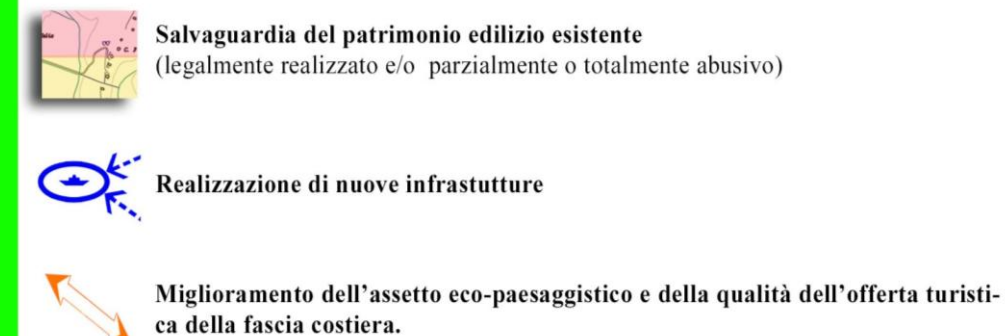 Salvaguardia del patrimonio edilizio esistente
(legalmente realizzato e/o parzialmente o totalmente abusivo)
Realizzazione di nuove infrastutture
Miglioramento dell'assetto eco-paesaggistico e della qualità dell'offerta turisti-
ca della fascia costiera.